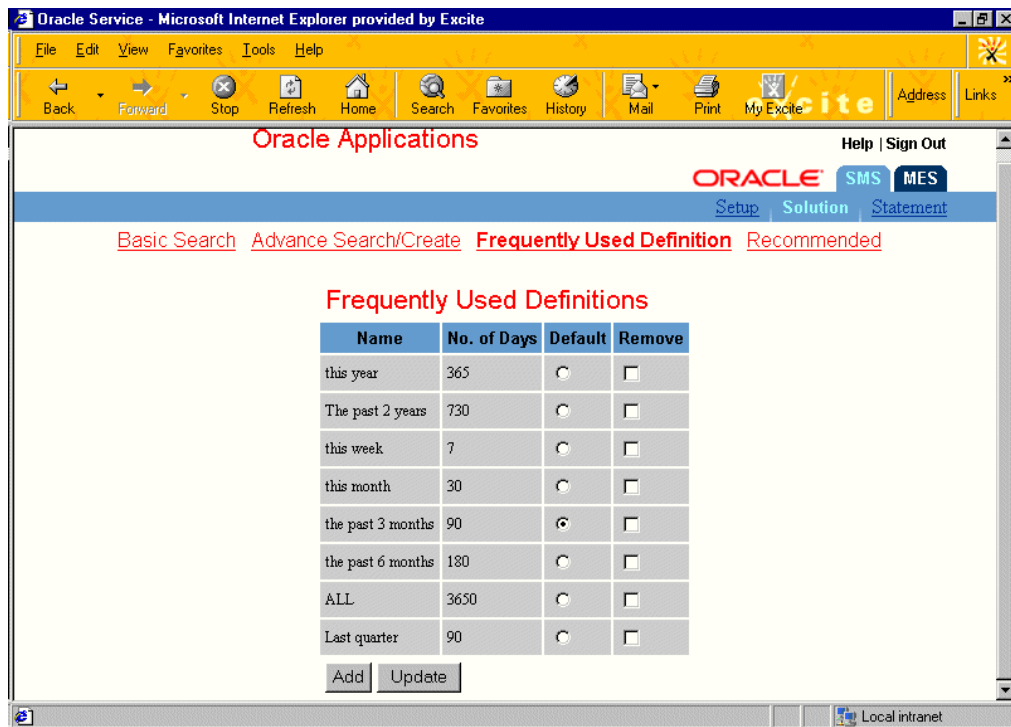 Oracle Service - Microsoft Internet Explorer provided by Excite
File Edit View Favorites Tools Help
Back Forward Stop Refresh Home Search Favorites History Mail Print My Excite excite Address Links »
Oracle Applications
Help | Sign Out
ORACLE SMS MES
Setup Solution Statement
Basic Search Advance Search/Create Frequently Used Definition Recommended
Frequently Used Definitions
Name No. of Days Default Remove
this year 365
The past 2 years 730
this week 7
this month 30
the past 3 months 90
the past 6 months 180
ALL 3650
Last quarter 90
Add Update
Local intranet